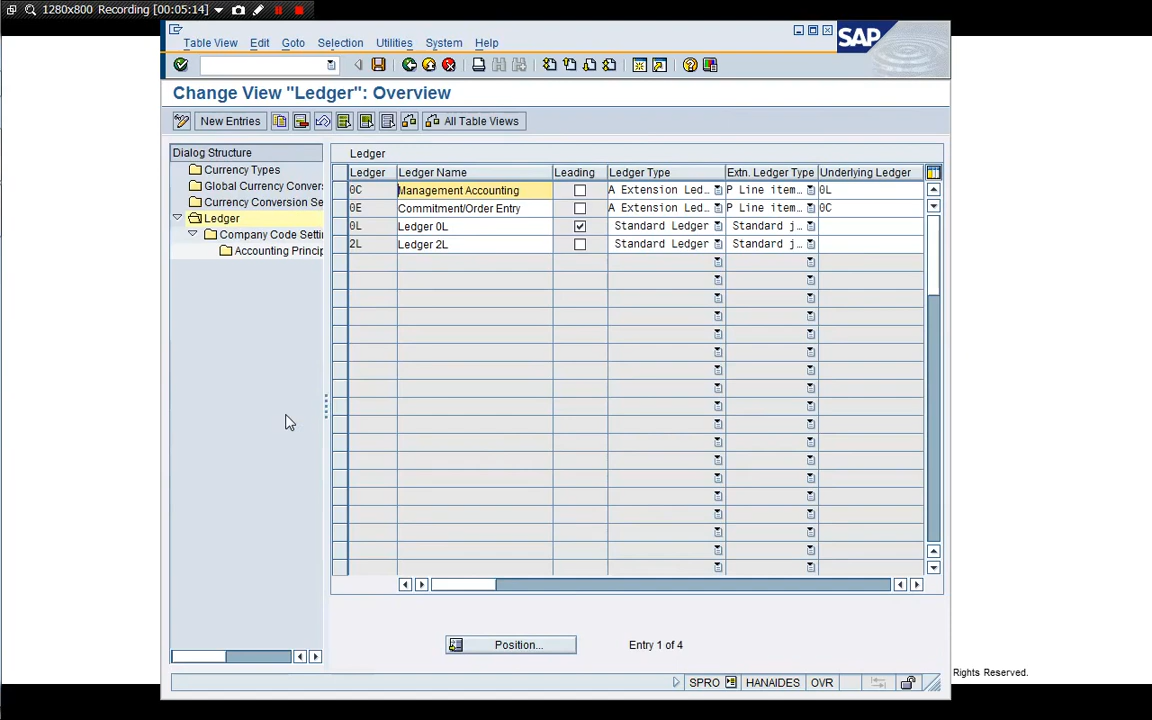 1280x800 Recording [00:05:14]
Table View Edit Goto Selection Utilities System Help
SAP
Change View "Ledger": Overview
New Entries All Table Views
Dialog Structure
Currency Types
Global Currency Conver
Currency Conversion Se
Ledger
Company Code Setti
Accounting Princip
Ledger
Ledger Ledger Name Leading Ledger Type Extn. Ledger Type Underlying Ledger
0C Management Accounting A Extension Led… P Line item… 0L
0E Commitment/Order Entry A Extension Led… P Line item… 0C
0L Ledger 0L Standard Ledger Standard j…
2L Ledger 2L Standard Ledger Standard j…
Position... Entry 1 of 4
Rights Reserved.
SPRO HANAIDES OVR